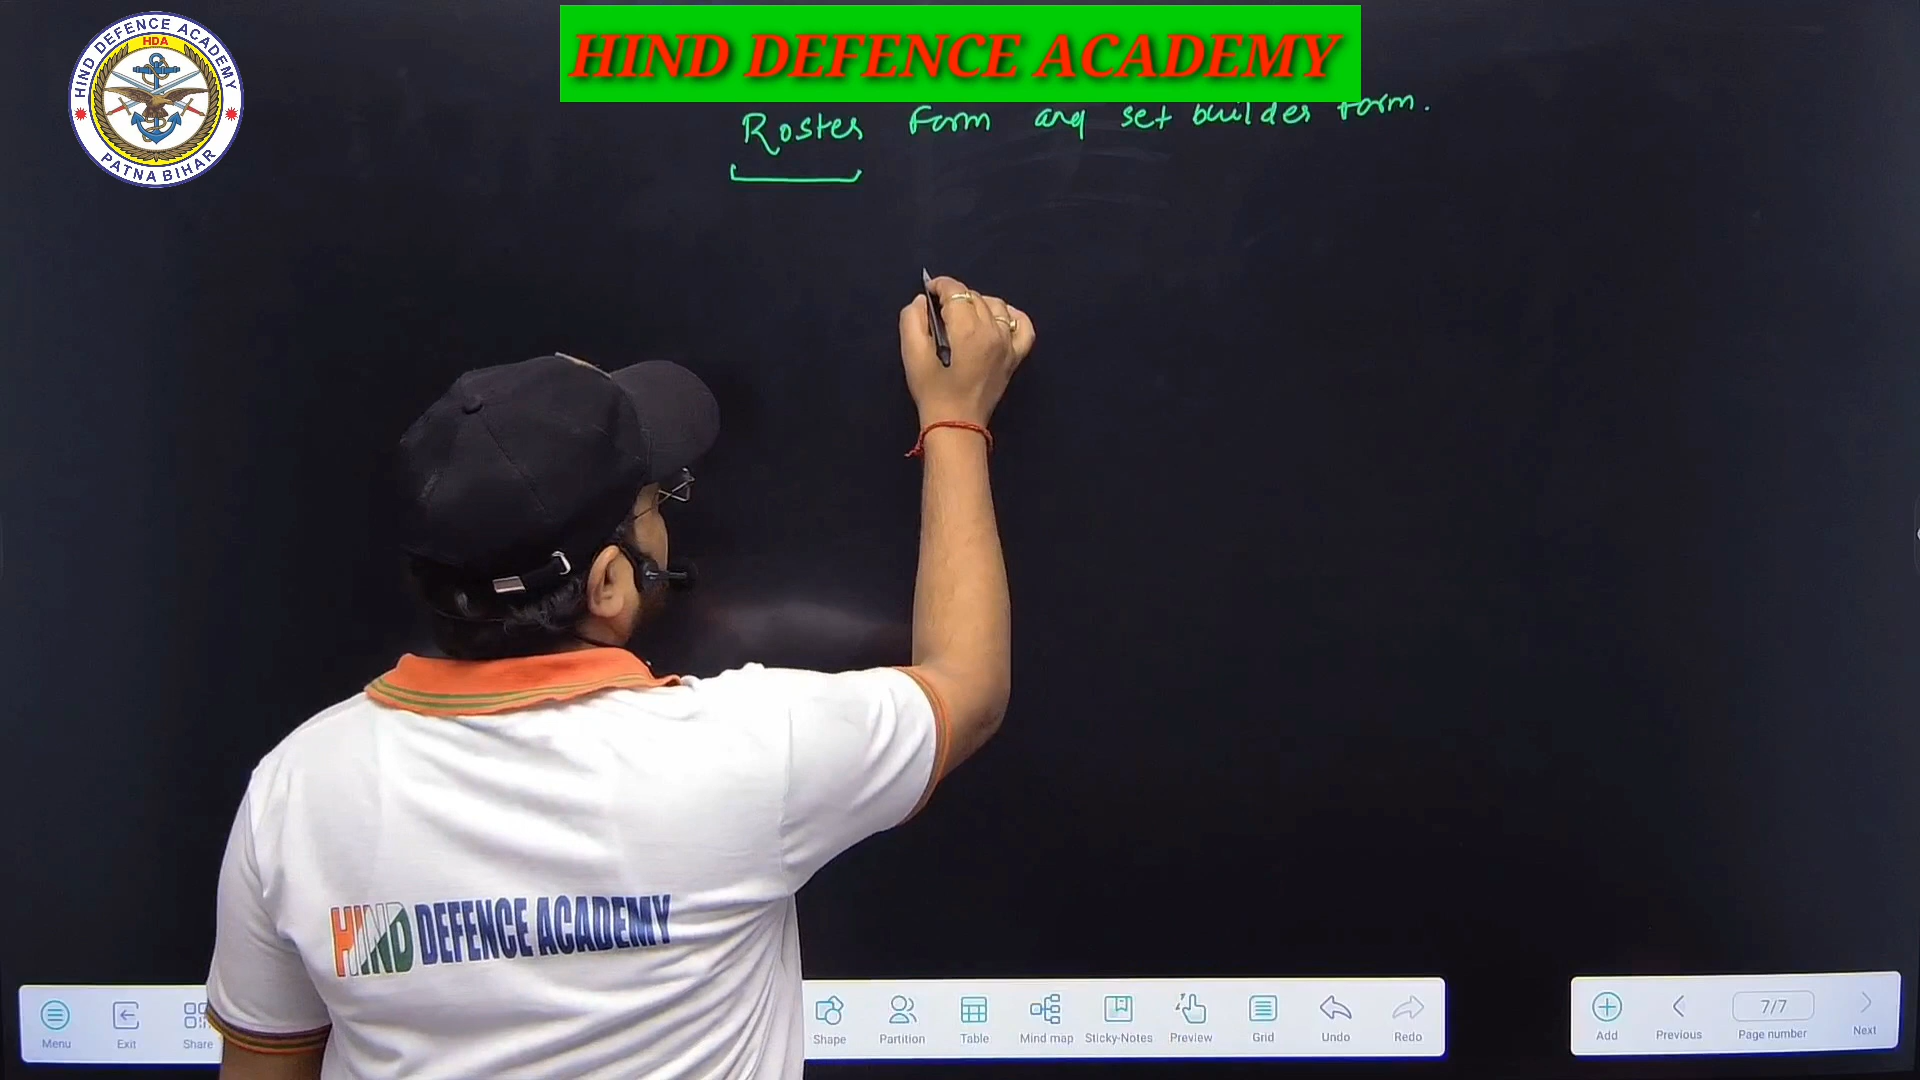 HIND DEFENCE ACADEMY
HDA
PATNA BIHAR
HIND DEFENCE ACADEMY
Roster Form and set builder form.
HIND DEFENCE ACADEMY
Menu
Exit
Share
Shape
Partition
Table
Mind map
Sticky-Notes
Preview
Grid
Undo
Redo
Add
Previous
7/7
Page number
Next